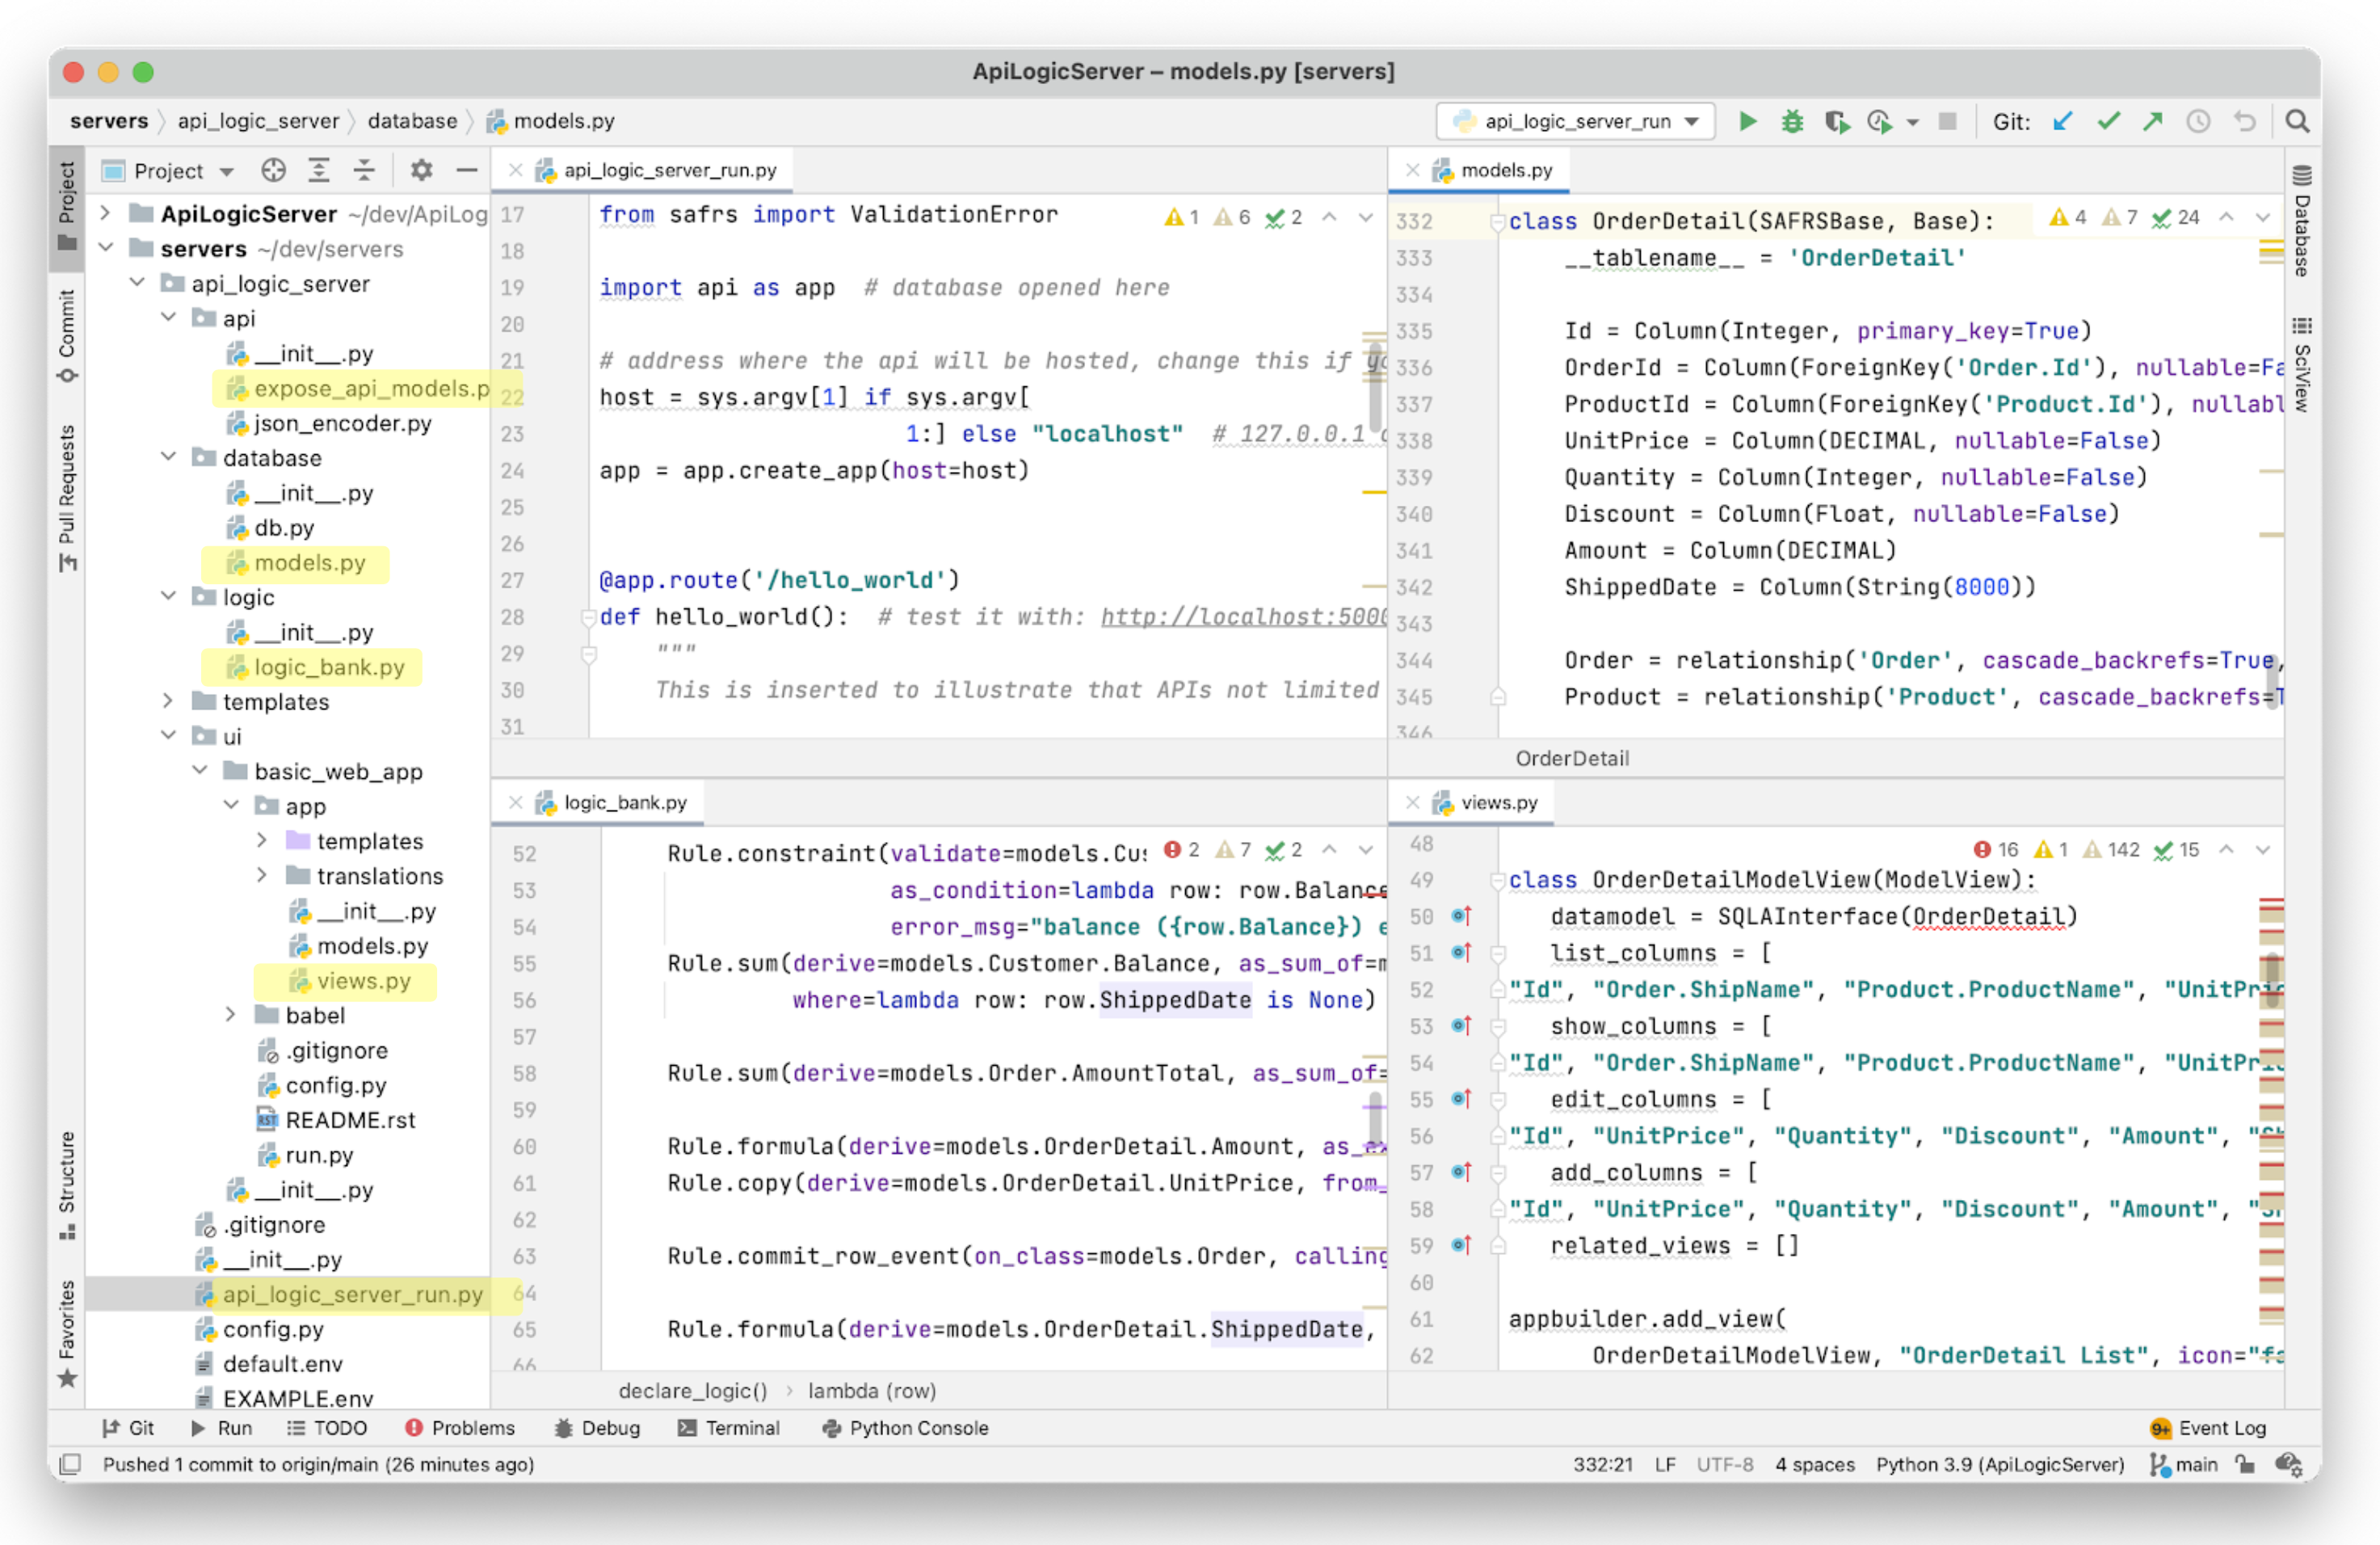 ApiLogicServer – models.py [servers]
servers api_logic_server database models.py
api_logic_server_run Git:
Project
Commit
Pull Requests
Structure
Favorites
Project
ApiLogicServer ~/dev/ApiLog
servers ~/dev/servers
api_logic_server
api
__init__.py
expose_api_models.p
json_encoder.py
database
__init__.py
db.py
models.py
logic
__init__.py
logic_bank.py
templates
ui
basic_web_app
app
templates
translations
__init__.py
models.py
views.py
babel
.gitignore
config.py
README.rst
run.py
__init__.py
.gitignore
__init__.py
api_logic_server_run.py
config.py
default.env
EXAMPLE.env
api_logic_server_run.py
1 6 2
17 from safrs import ValidationError
18
19 import api as app # database opened here
20
21 # address where the api will be hosted, change this if
22 host = sys.argv[1] if sys.argv[
23 1:] else "localhost" # 127.0.0.1
24 app = app.create_app(host=host)
25
26
27 @app.route('/hello_world')
28 def hello_world(): # test it with: http://localhost:5000
29 """
30 This is inserted to illustrate that APIs not limited
31
models.py
4 7 24
332 class OrderDetail(SAFRSBase, Base):
333 __tablename__ = 'OrderDetail'
334
335 Id = Column(Integer, primary_key=True)
336 OrderId = Column(ForeignKey('Order.Id'), nullable=Fa
337 ProductId = Column(ForeignKey('Product.Id'), nullabl
338 UnitPrice = Column(DECIMAL, nullable=False)
339 Quantity = Column(Integer, nullable=False)
340 Discount = Column(Float, nullable=False)
341 Amount = Column(DECIMAL)
342 ShippedDate = Column(String(8000))
343
344 Order = relationship('Order', cascade_backrefs=True,
345 Product = relationship('Product', cascade_backrefs=T
346
OrderDetail
logic_bank.py
2 7 2
52 Rule.constraint(validate=models.Cus
53 as_condition=lambda row: row.Balance
54 error_msg="balance ({row.Balance}) e
55 Rule.sum(derive=models.Customer.Balance, as_sum_of=m
56 where=lambda row: row.ShippedDate is None)
57
58 Rule.sum(derive=models.Order.AmountTotal, as_sum_of=
59
60 Rule.formula(derive=models.OrderDetail.Amount, as_ex
61 Rule.copy(derive=models.OrderDetail.UnitPrice, from_
62
63 Rule.commit_row_event(on_class=models.Order, calling
64
65 Rule.formula(derive=models.OrderDetail.ShippedDate,
66
declare_logic() lambda (row)
views.py
16 1 142 15
48
49 class OrderDetailModelView(ModelView):
50 datamodel = SQLAInterface(OrderDetail)
51 list_columns = [
52 "Id", "Order.ShipName", "Product.ProductName", "UnitPric
53 show_columns = [
54 "Id", "Order.ShipName", "Product.ProductName", "UnitPric
55 edit_columns = [
56 "Id", "UnitPrice", "Quantity", "Discount", "Amount", "Sh
57 add_columns = [
58 "Id", "UnitPrice", "Quantity", "Discount", "Amount", "Sh
59 related_views = []
60
61 appbuilder.add_view(
62 OrderDetailModelView, "OrderDetail List", icon="fa
Database
SciView
Git Run TODO Problems Debug Terminal Python Console 9+ Event Log
Pushed 1 commit to origin/main (26 minutes ago) 332:21 LF UTF-8 4 spaces Python 3.9 (ApiLogicServer) main